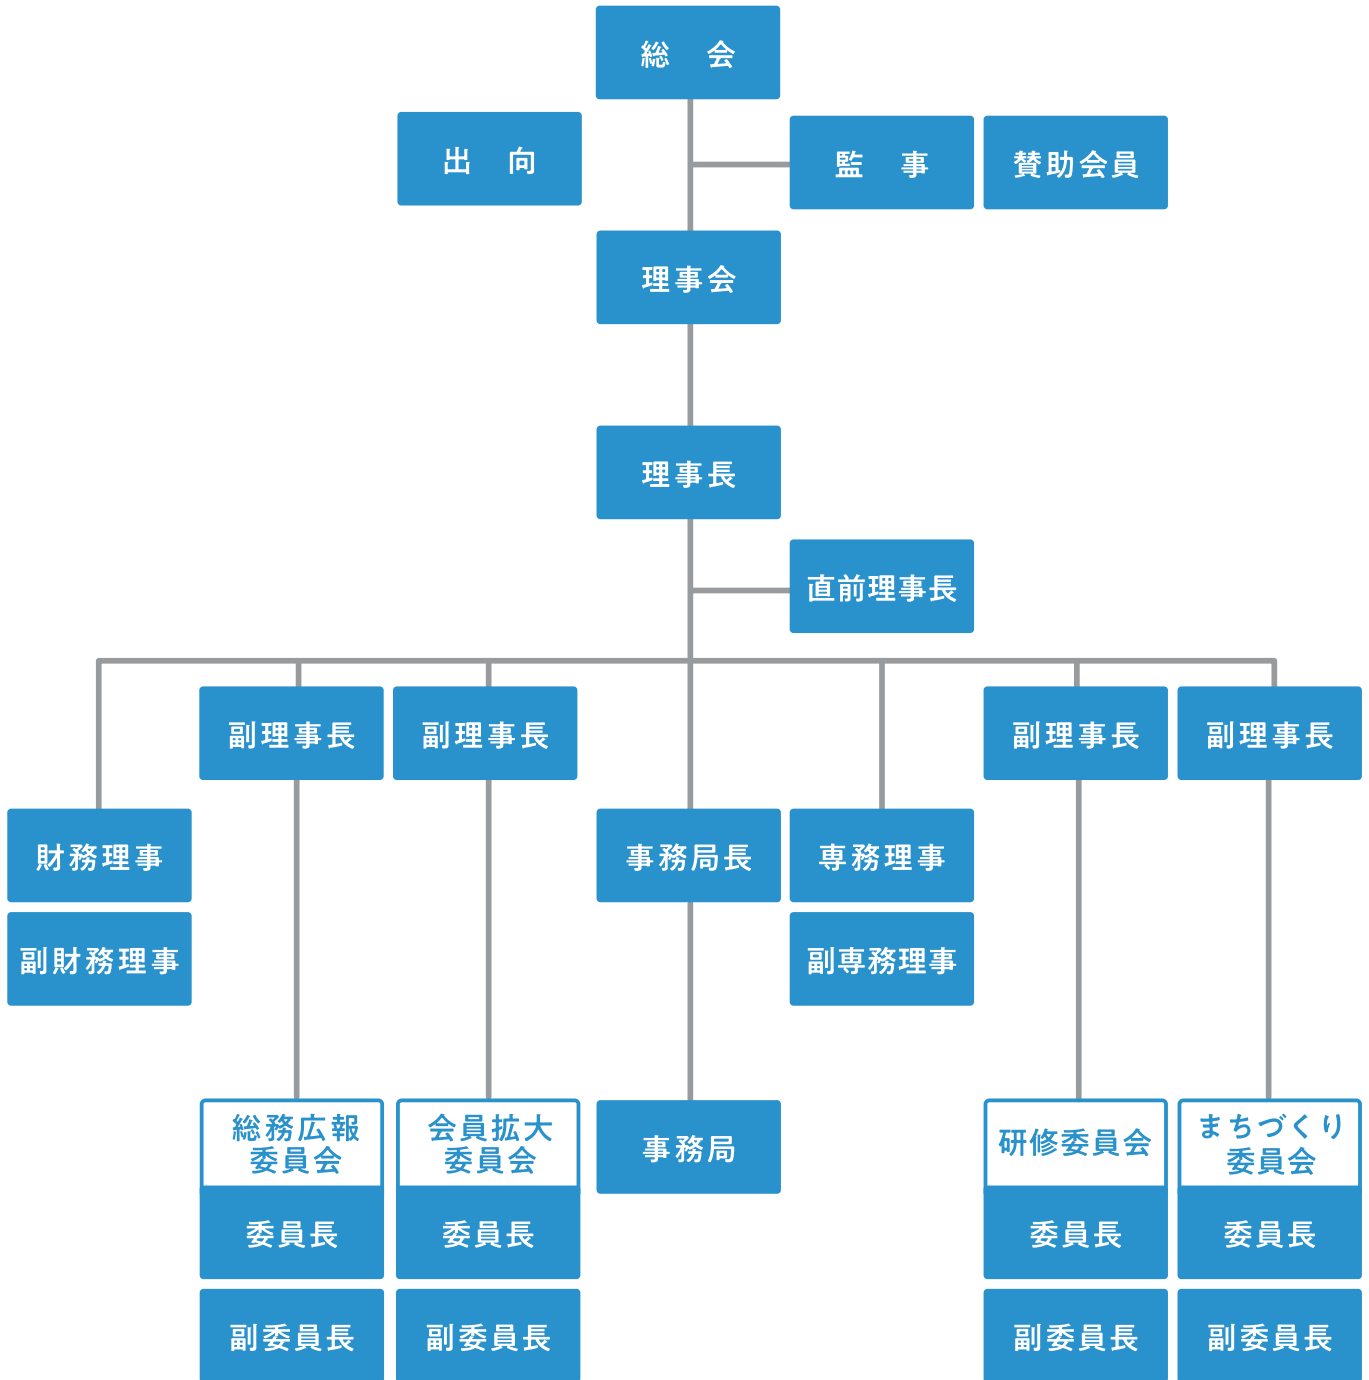 総　会
出　向
監　事
賛助会員
理事会
理事長
直前理事長
副理事長
副理事長
副理事長
副理事長
財務理事
事務局長
専務理事
副財務理事
副専務理事
総務広報
委員会
会員拡大
委員会
事務局
研修委員会
まちづくり
委員会
委員長
委員長
委員長
委員長
副委員長
副委員長
副委員長
副委員長